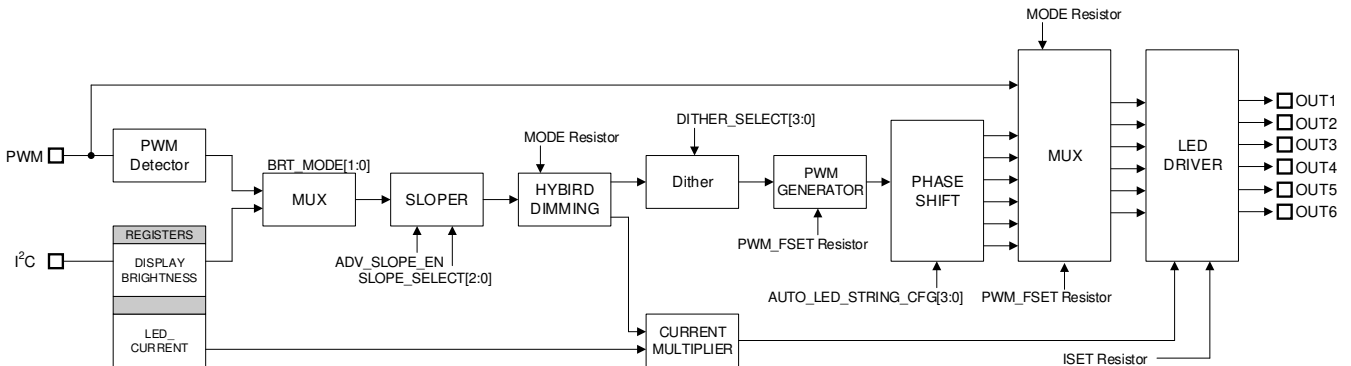 MODE Resistor
PWM
PWM
Detector
BRT_MODE[1:0]
MUX
SLOPER
ADV_SLOPE_EN
SLOPE_SELECT[2:0]
MODE Resistor
HYBIRD
DIMMING
DITHER_SELECT[3:0]
Dither
PWM
GENERATOR
PWM_FSET Resistor
PHASE
SHIFT
AUTO_LED_STRING_CFG[3:0]
MUX
PWM_FSET Resistor
LED
DRIVER
OUT1
OUT2
OUT3
OUT4
OUT5
OUT6
I²C
REGISTERS
DISPLAY
BRIGHTNESS
LED_
CURRENT
CURRENT
MULTIPLIER
ISET Resistor